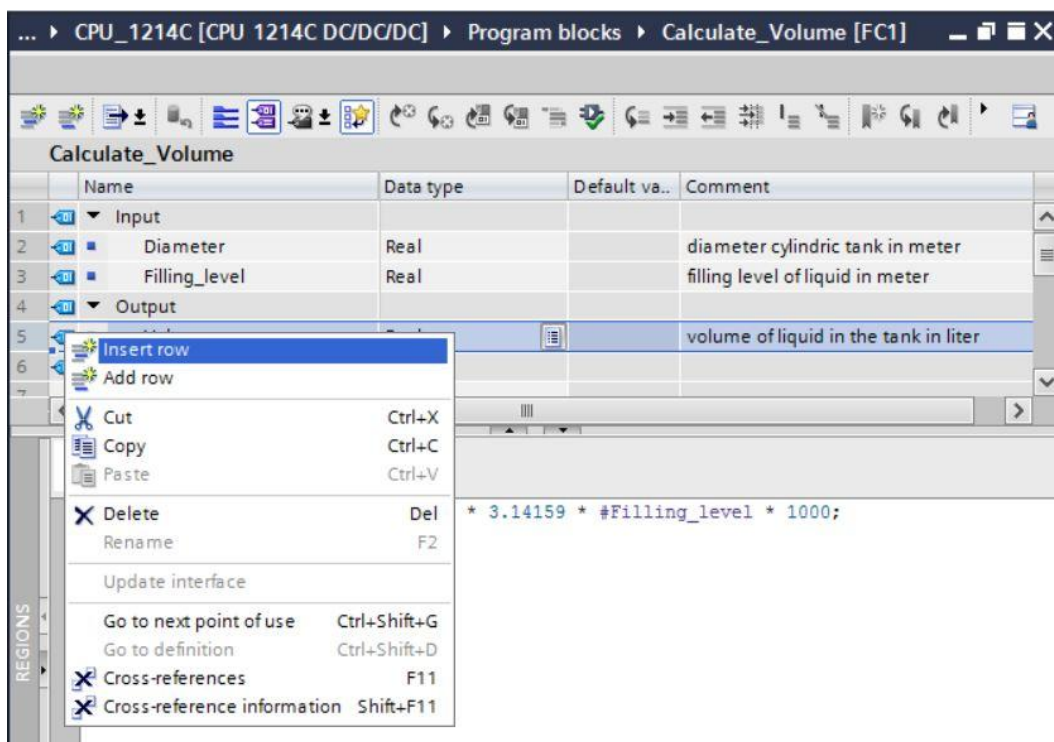 ... CPU_1214C [CPU 1214C DC/DC/DC] Program blocks Calculate_Volume [FC1]
Calculate_Volume
Name Data type Default va.. Comment
1 Input
2 Diameter Real diameter cylindric tank in meter
3 Filling_level Real filling level of liquid in meter
4 Output
5 volume of liquid in the tank in liter
6
7
Insert row
Add row
Cut Ctrl+X
Copy Ctrl+C
Paste Ctrl+V
Delete Del
Rename F2
Update interface
Go to next point of use Ctrl+Shift+G
Go to definition Ctrl+Shift+D
Cross-references F11
Cross-reference information Shift+F11
* 3.14159 * #Filling_level * 1000;
REGIONS